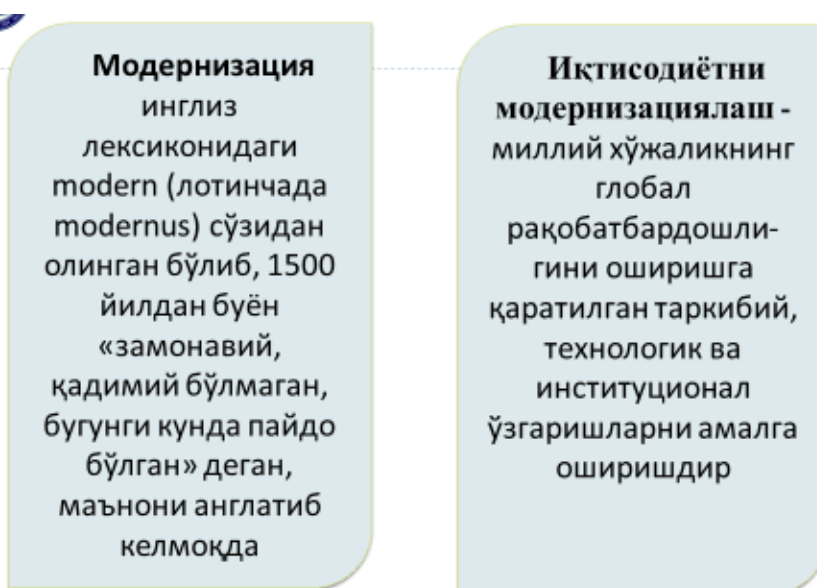 Модернизация
инглиз
лексиконидаги
modern (лотинчада
modernus) сўзидан
олинган бўлиб, 1500
йилдан буён
«замонавий,
қадимий бўлмаган,
бугунги кунда пайдо
бўлган» деган,
маънони англатиб
келмоқда
Иқтисодиётни
модернизациялаш -
миллий хўжаликнинг
глобал
рақобатбардошли-
гини оширишга
қаратилган таркибий,
технологик ва
институционал
ўзгаришларни амалга
оширишдир